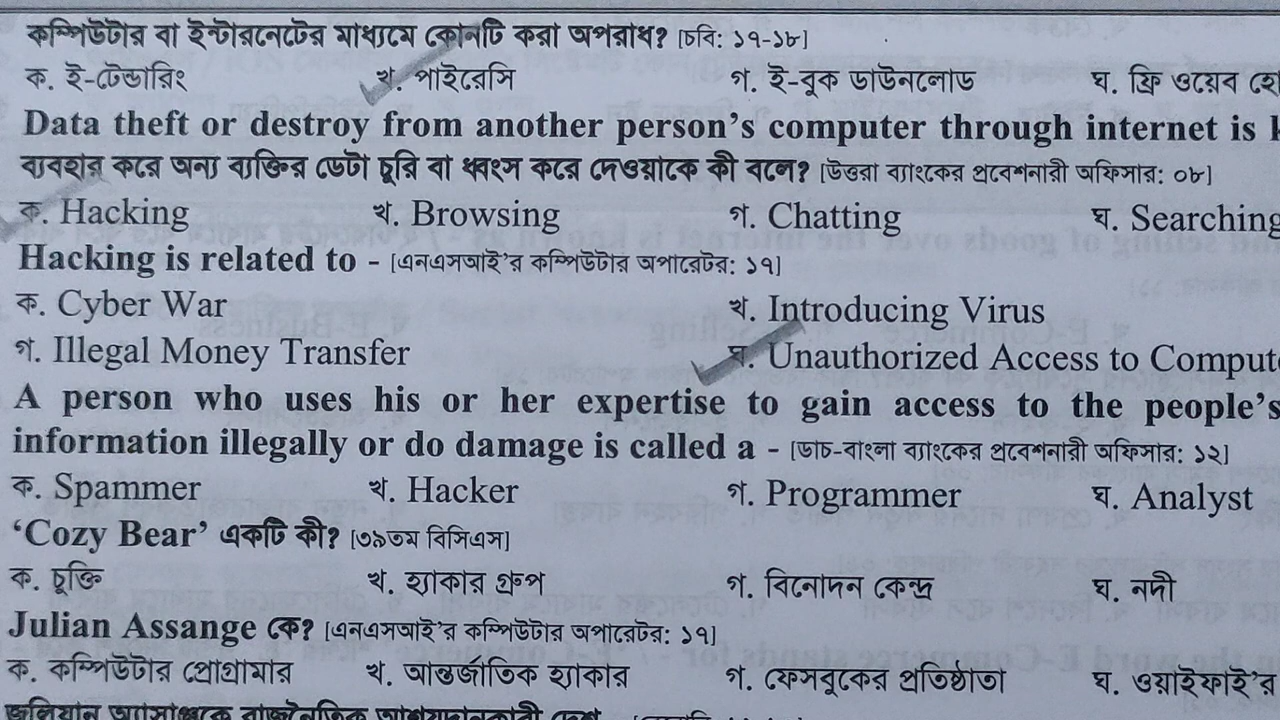 কম্পিউটার বা ইন্টারনেটের মাধ্যমে কোনটি করা অপরাধ? [চবি: ১৭-১৮]
ক. ই-টেন্ডারিং খ. পাইরেসি গ. ই-বুক ডাউনলোড ঘ. ফ্রি ওয়েব
Data theft or destroy from another person's computer through internet is
ব্যবহার করে অন্য ব্যক্তির ডেটা চুরি বা ধ্বংস করে দেওয়াকে কী বলে? [উত্তরা ব্যাংকের প্রবেশনারী অফিসার: ০৮]
ক. Hacking খ. Browsing গ. Chatting ঘ. Searching
Hacking is related to - [এনএসআই'র কম্পিউটার অপারেটর: ১৭]
ক. Cyber War খ. Introducing Virus
গ. Illegal Money Transfer ঘ. Unauthorized Access to
A person who uses his or her expertise to gain access to the people's
information illegally or do damage is called a - [ডাচ-বাংলা ব্যাংকের প্রবেশনারী অফিসার: ১২]
ক. Spammer খ. Hacker গ. Programmer ঘ. Analyst
'Cozy Bear' একটি কী? [৩৯তম বিসিএস]
ক. চুক্তি খ. হ্যাকার গ্রুপ গ. বিনোদন কেন্দ্র ঘ. নদী
Julian Assange কে? [এনএসআই'র কম্পিউটার অপারেটর: ১৭]
ক. কম্পিউটার প্রোগ্রামার খ. আন্তর্জাতিক হ্যাকার গ. ফেসবুকের প্রতিষ্ঠাতা ঘ. ওয়াইফাই'র